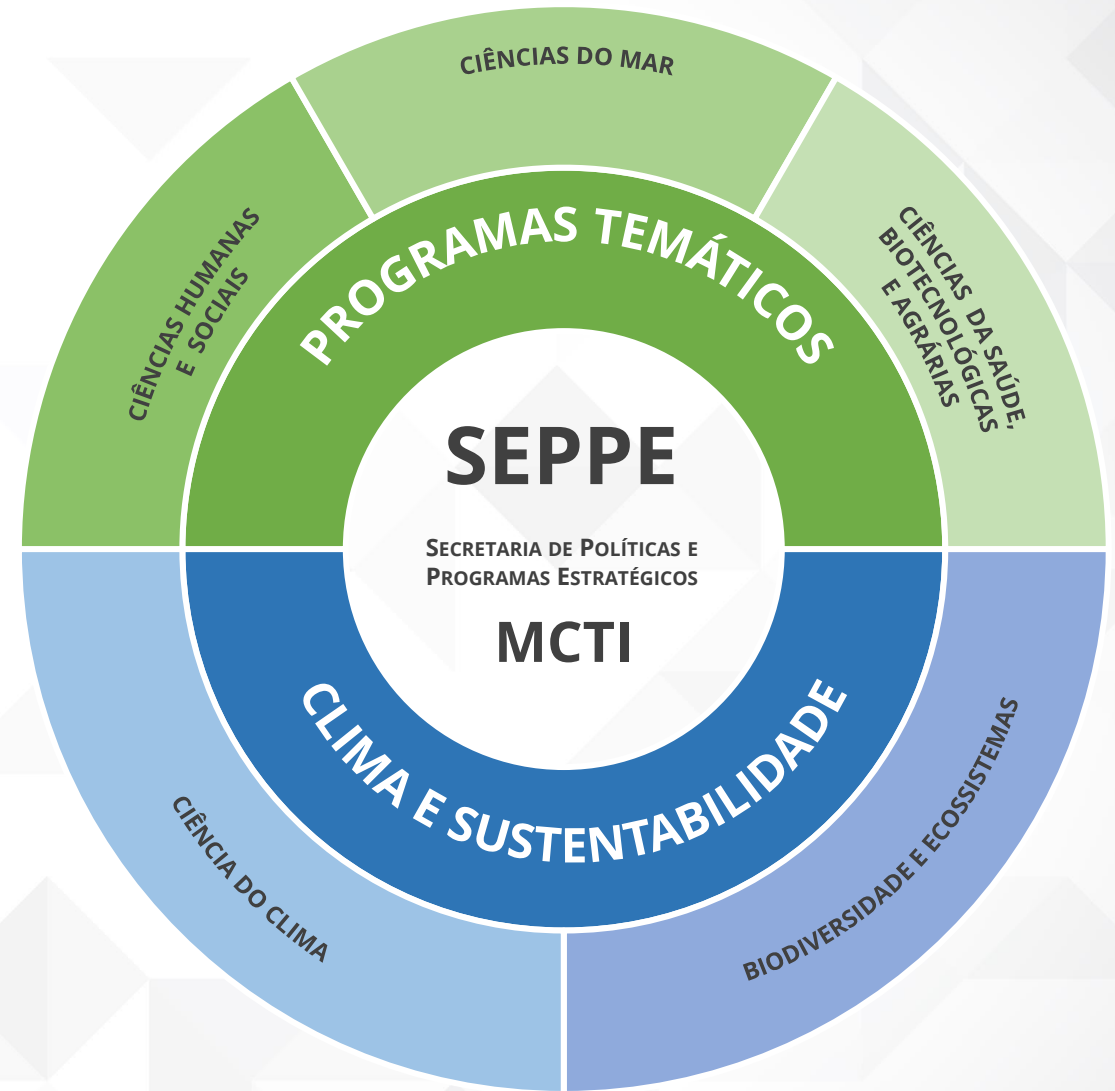 CIÊNCIAS DO MAR
CIÊNCIAS HUMANAS
E SOCIAIS
CIÊNCIAS DA SAÚDE,
BIOTECNOLÓGICAS
E AGRÁRIAS
PROGRAMAS TEMÁTICOS
SEPPE
SECRETARIA DE POLÍTICAS E
PROGRAMAS ESTRATÉGICOS
MCTI
CLIMA E SUSTENTABILIDADE
CIÊNCIA DO CLIMA
BIODIVERSIDADE E ECOSSISTEMAS